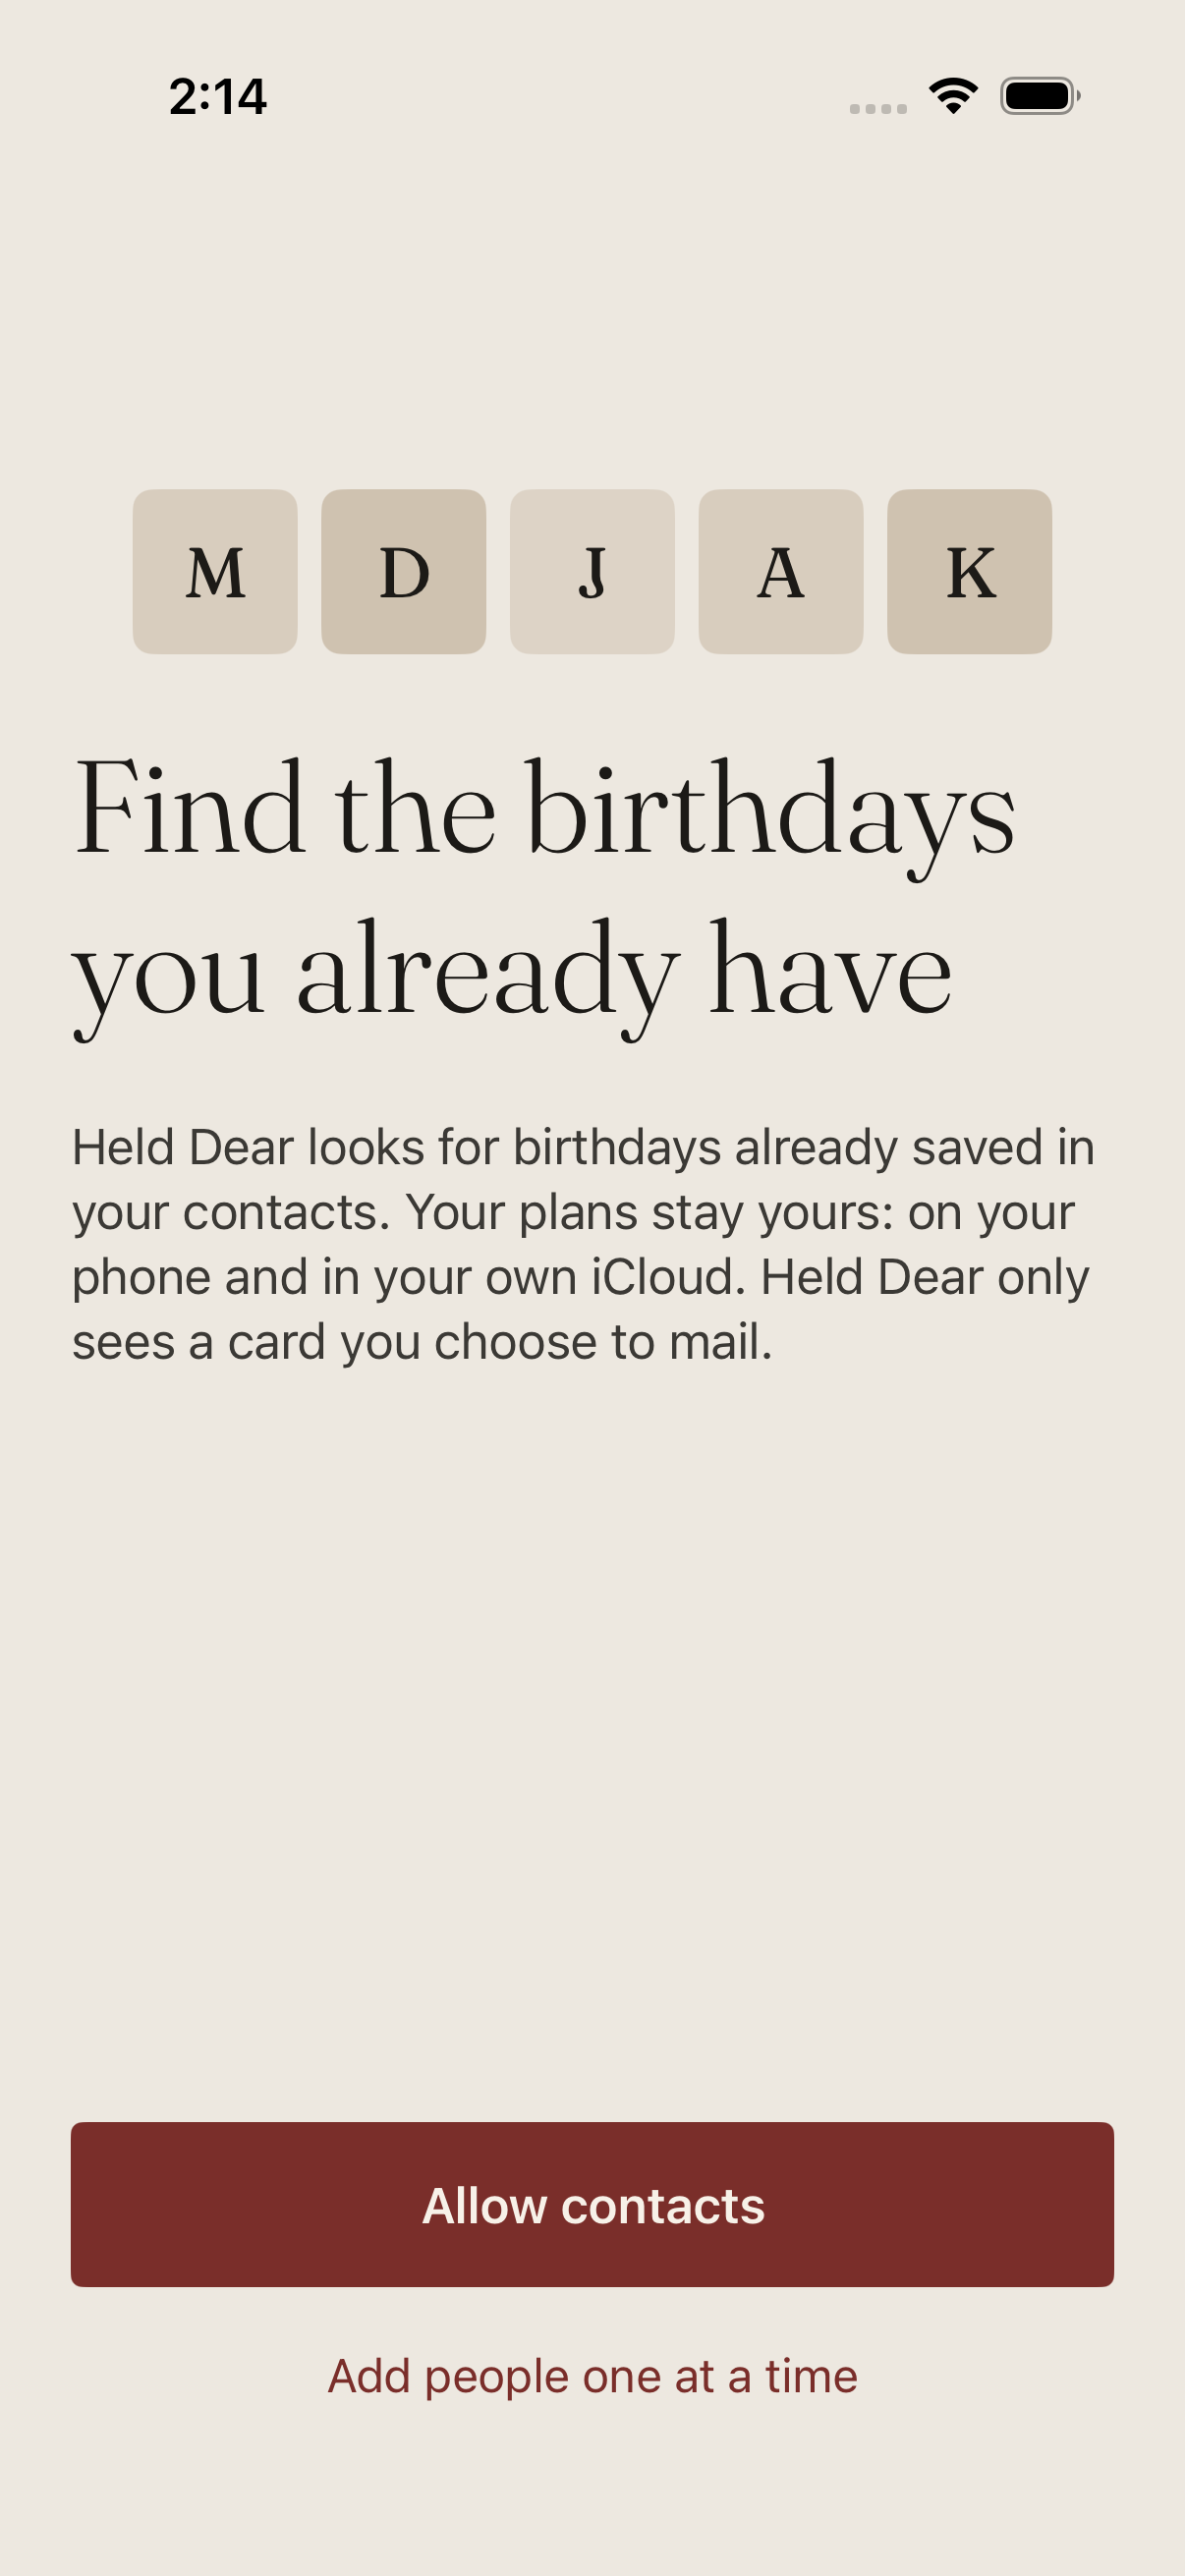 2:14
M D J A K
Find the birthdays
you already have
Held Dear looks for birthdays already saved in
your contacts. Your plans stay yours: on your
phone and in your own iCloud. Held Dear only
sees a card you choose to mail.
Allow contacts
Add people one at a time